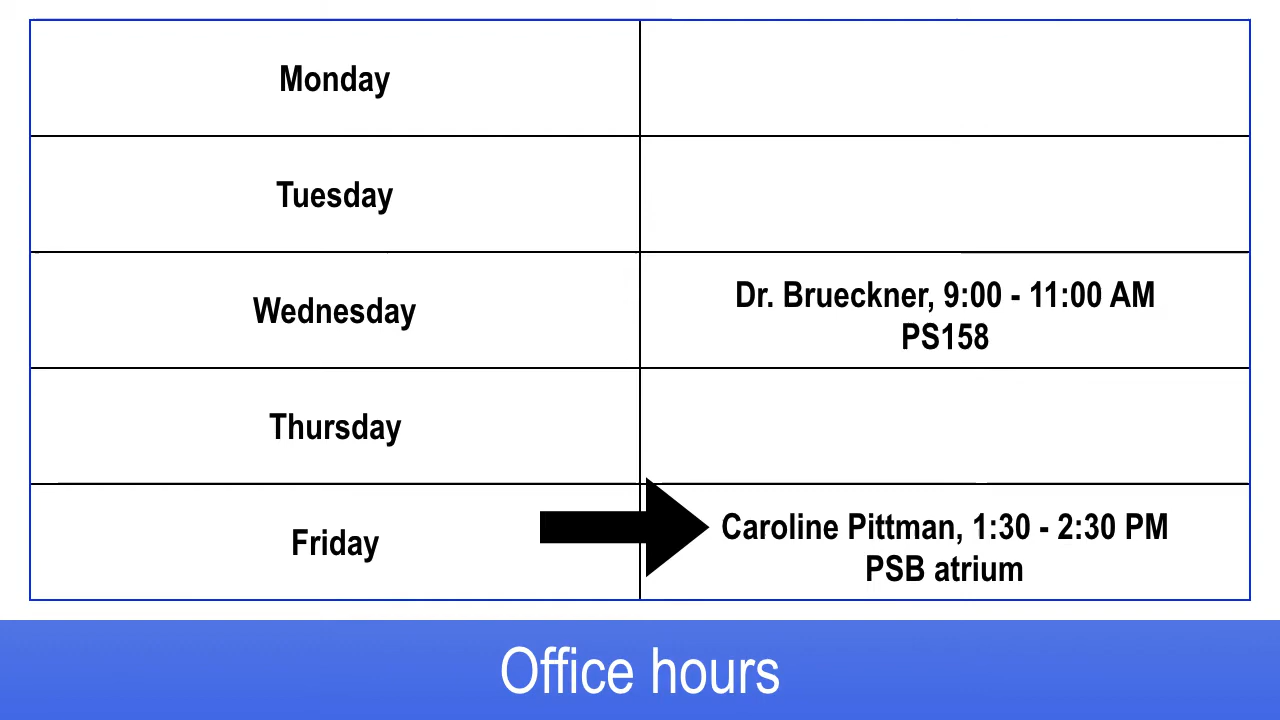 Monday
Tuesday
Wednesday
Dr. Brueckner, 9:00 - 11:00 AM
PS158
Thursday
Friday
Caroline Pittman, 1:30 - 2:30 PM
PSB atrium
Office hours